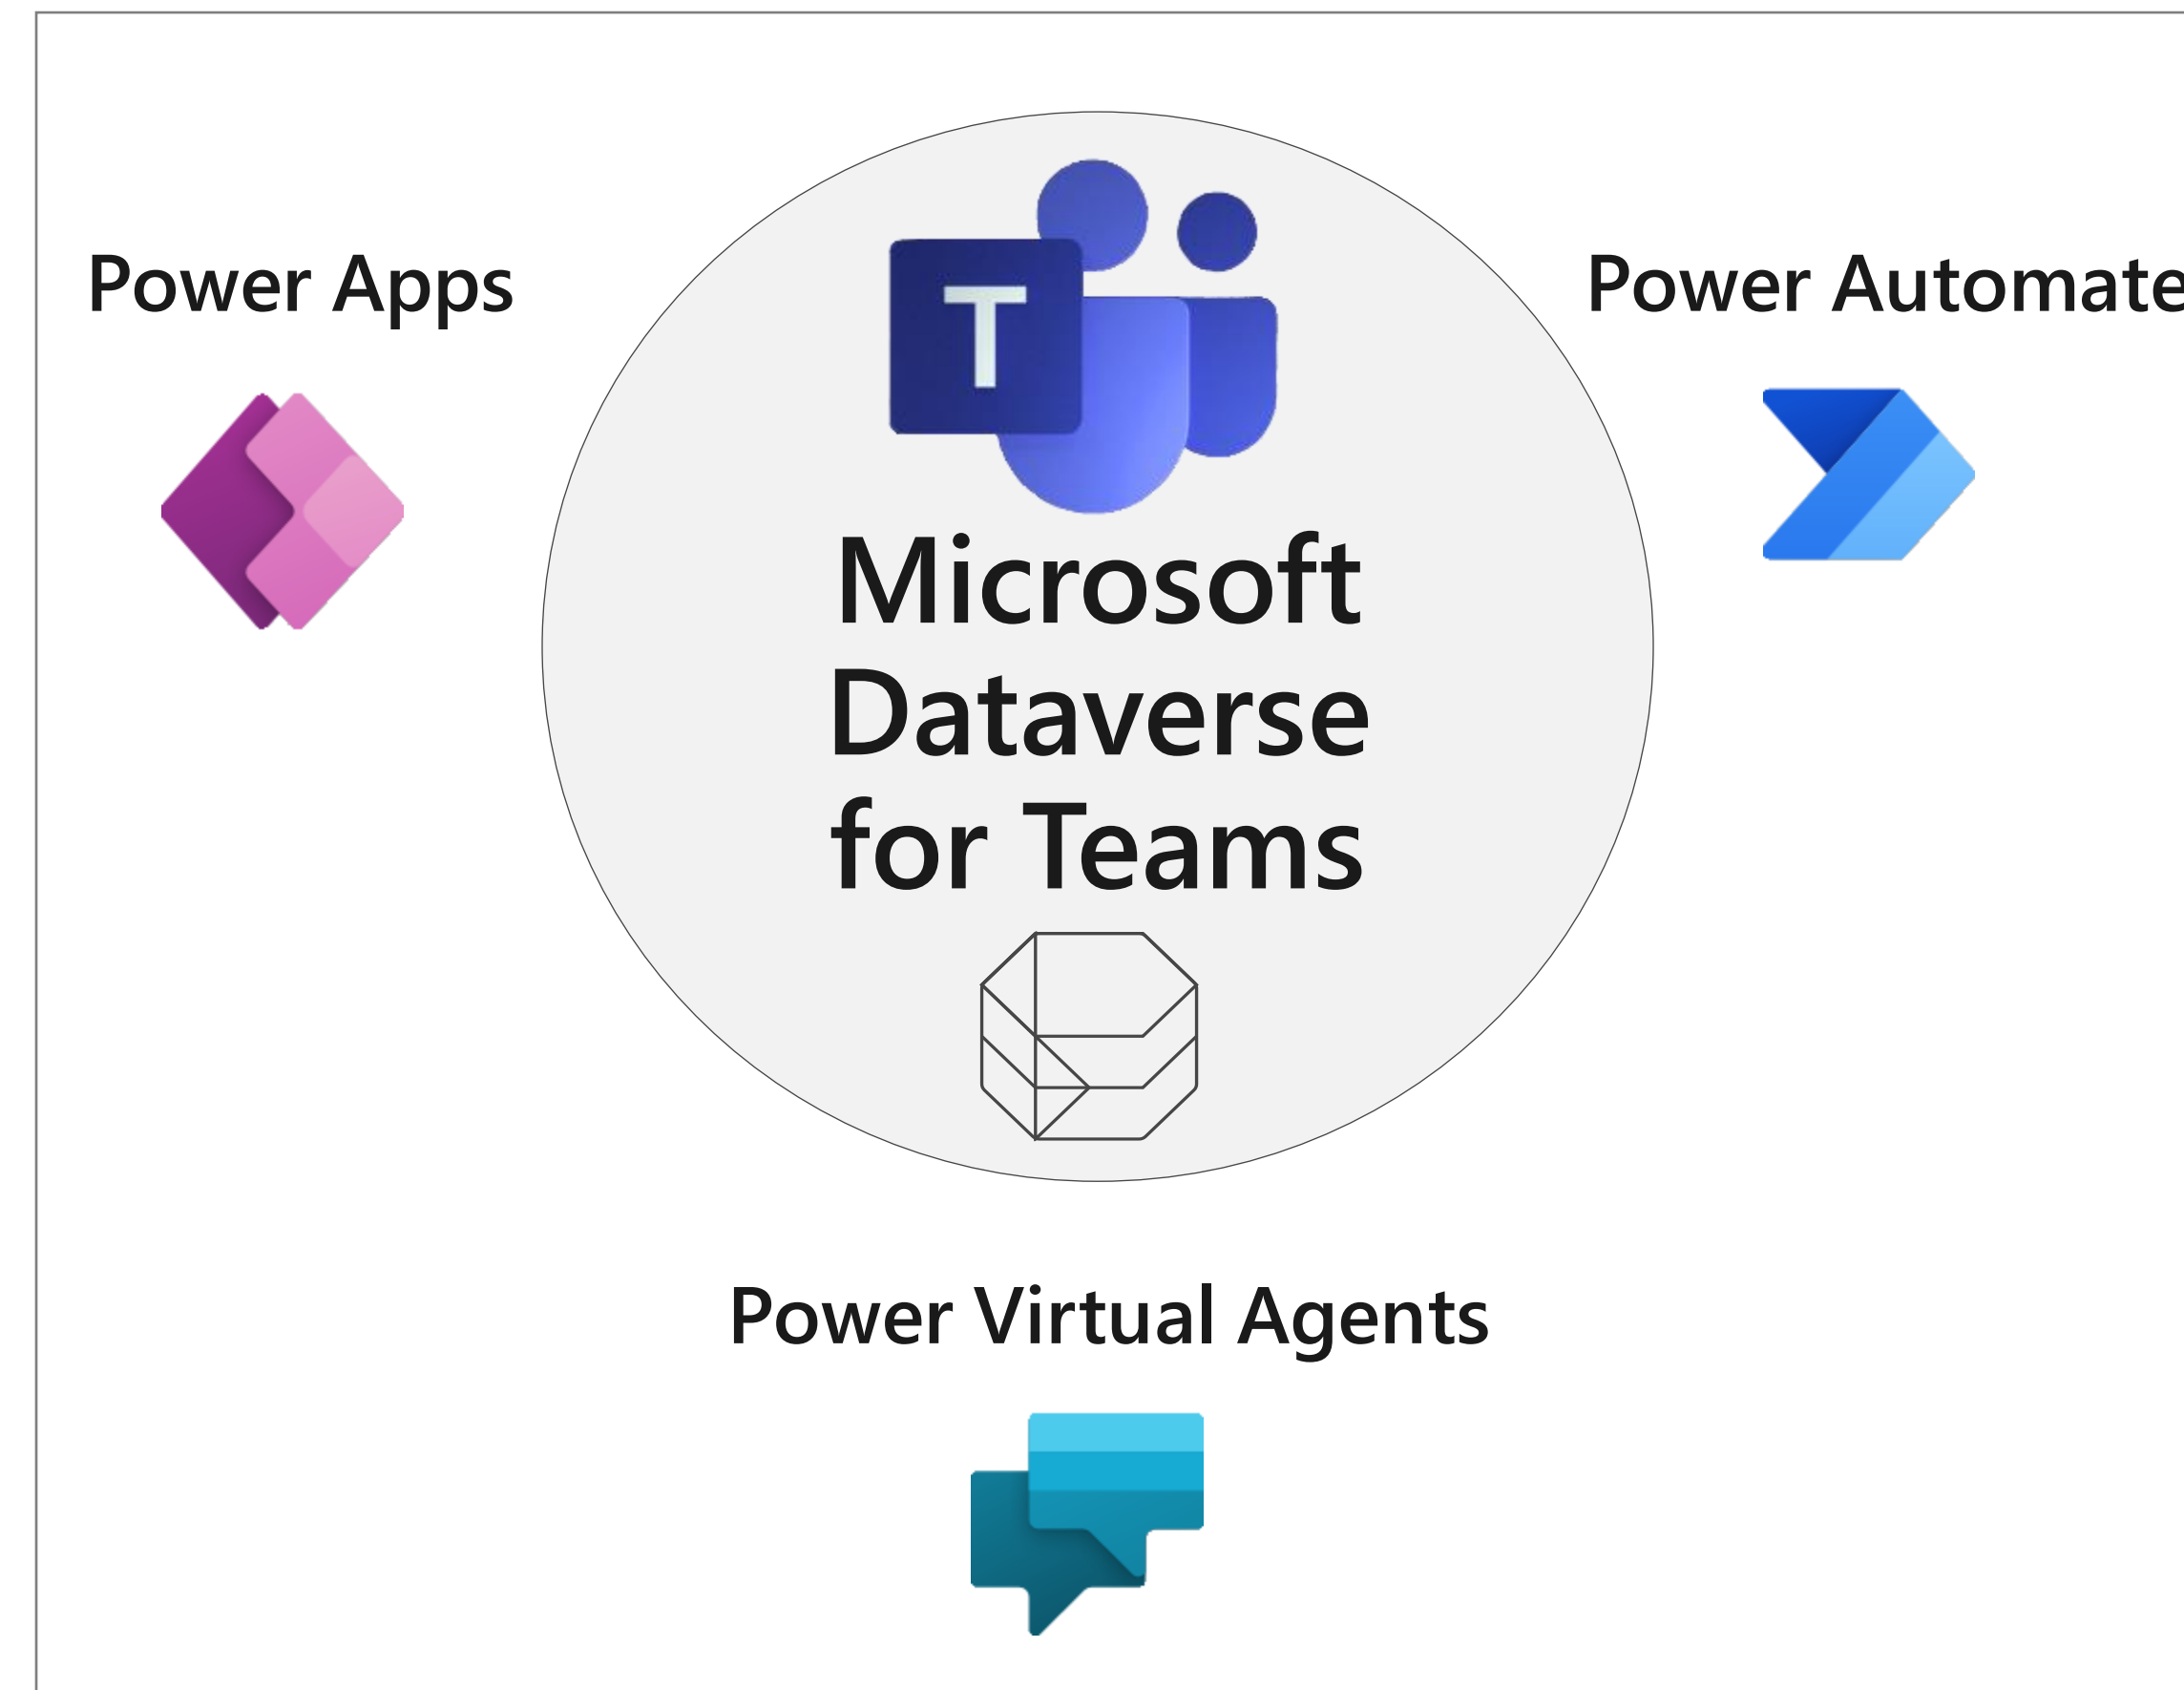 Power Apps
Power Automate
T
Microsoft
Dataverse
for Teams
Power Virtual Agents